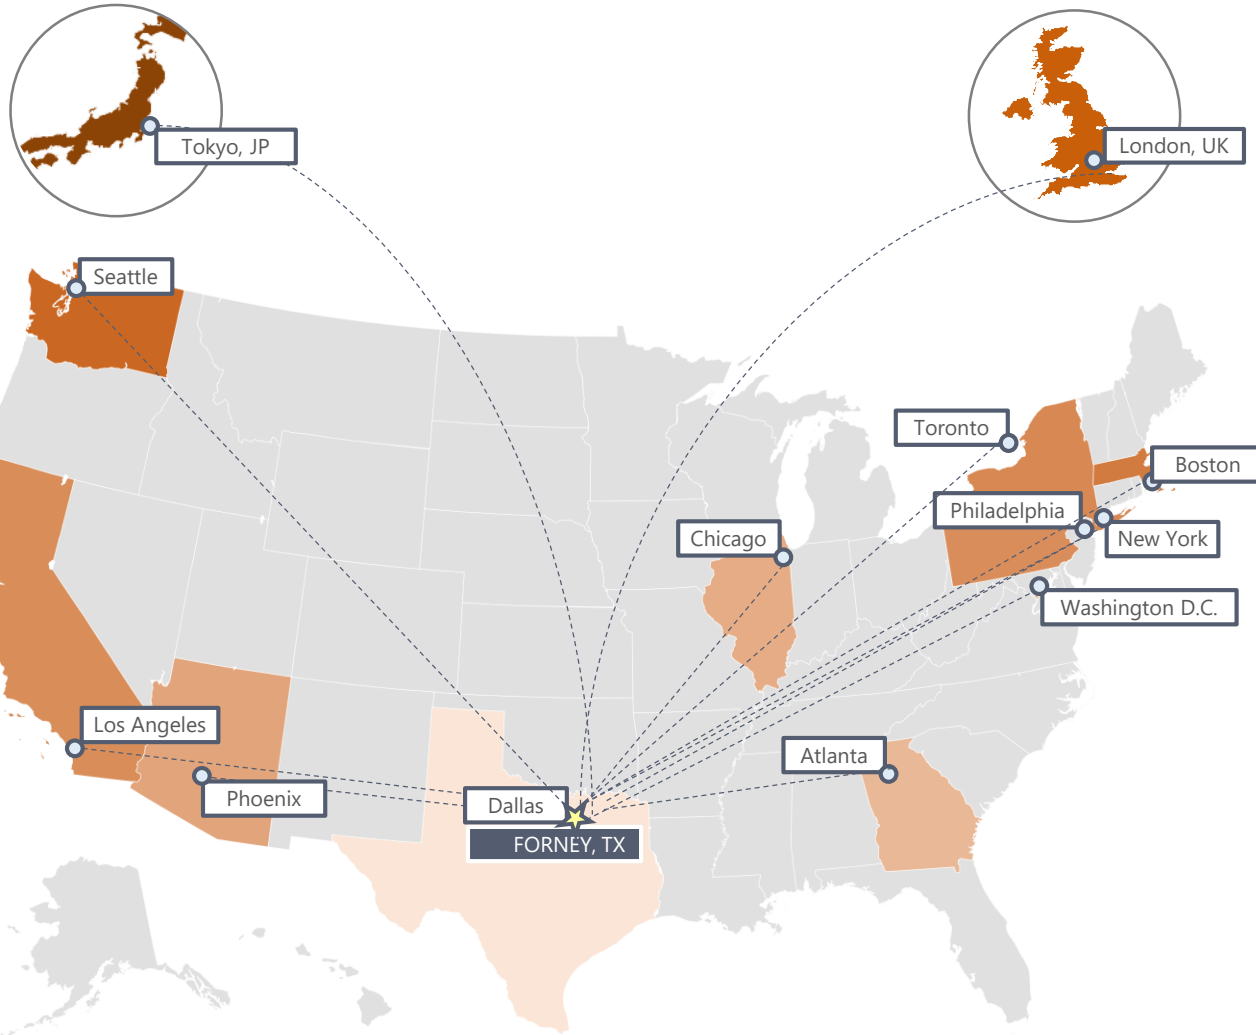 Tokyo, JP
London, UK
Seattle
Toronto
Boston
Philadelphia
New York
Chicago
Washington D.C.
Los Angeles
Atlanta
Phoenix
Dallas
FORNEY, TX